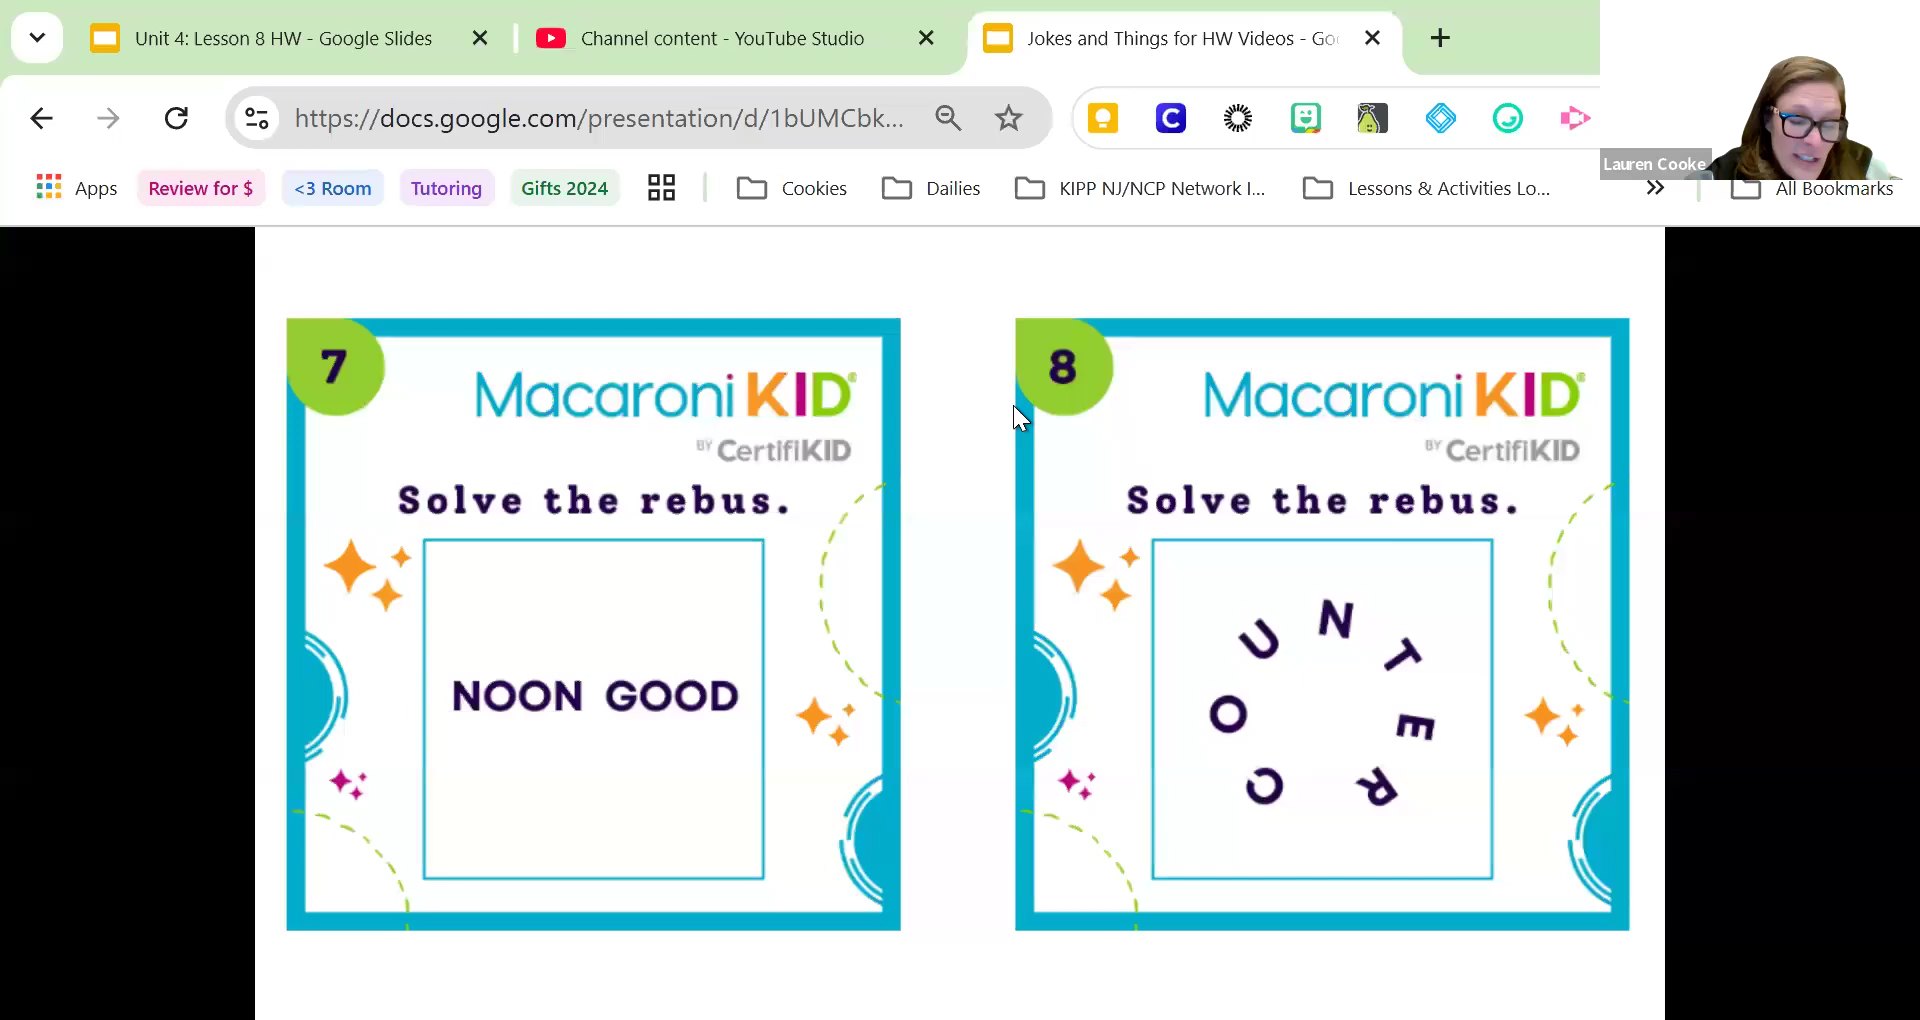 Unit 4: Lesson 8 HW - Google Slides
Channel content - YouTube Studio
Jokes and Things for HW Videos - Go
https://docs.google.com/presentation/d/1bUMCbk...
Lauren Cooke
Apps
Review for $
<3 Room
Tutoring
Gifts 2024
Cookies
Dailies
KIPP NJ/NCP Network I...
Lessons & Activities Lo...
All Bookmarks
7
Macaroni KID
BY CertifiKID
Solve the rebus.
NOON GOOD
8
Macaroni KID
BY CertifiKID
Solve the rebus.
COUNTER